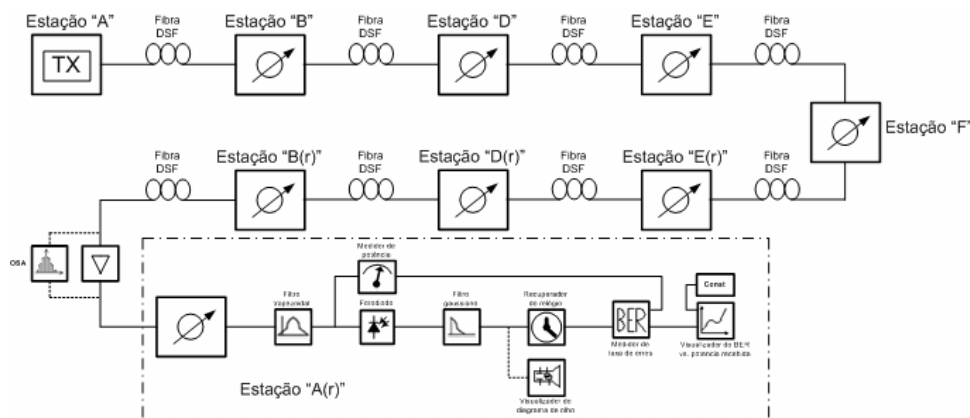 Estação "A"
Fibra
DSF
Estação "B"
Fibra
DSF
Estação "D"
Fibra
DSF
Estação "E"
Fibra
DSF
TX
Estação "F"
Fibra
DSF
Estação "B(r)"
Fibra
DSF
Estação "D(r)"
Fibra
DSF
Estação "E(r)"
Fibra
DSF
OSA
Medidor de
potência
Filtro
trapezoidal
Fotodiodo
Filtro
gaussiano
Recuperador
de relógio
BER
Const
Medidor de
taxa de erros
Visualizador de BER
vs. potência recebida
Visualizador de
diagrama de olho
Estação "A(r)"